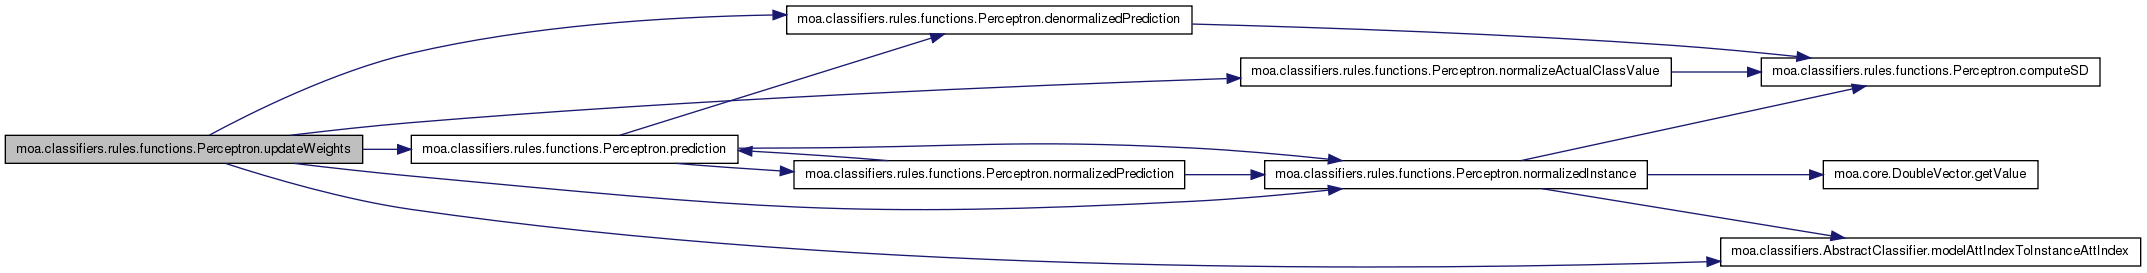 moa.classifiers.rules.functions.Perceptron.denormalizedPrediction
moa.classifiers.rules.functions.Perceptron.normalizeActualClassValue
moa.classifiers.rules.functions.Perceptron.computeSD
moa.classifiers.rules.functions.Perceptron.updateWeights
moa.classifiers.rules.functions.Perceptron.prediction
moa.classifiers.rules.functions.Perceptron.normalizedPrediction
moa.classifiers.rules.functions.Perceptron.normalizedInstance
moa.core.DoubleVector.getValue
moa.classifiers.AbstractClassifier.modelAttIndexToInstanceAttIndex